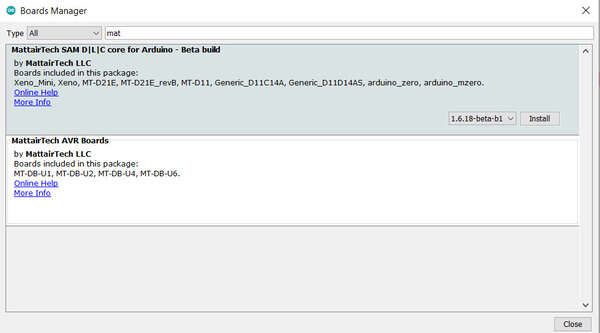 Boards Manager
Type All mat
MattairTech SAM D|L|C core for Arduino - Beta build
by MattairTech LLC
Boards included in this package:
Xeno_Mini, Xeno, MT-D21E, MT-D21E_revB, MT-D11, Generic_D11C14A, Generic_D11D14AS, arduino_zero, arduino_mzero.
Online Help
More Info
1.6.18-beta-b1 Install
MattairTech AVR Boards
by MattairTech LLC
Boards included in this package:
MT-DB-U1, MT-DB-U2, MT-DB-U4, MT-DB-U6.
Online Help
More Info
Close